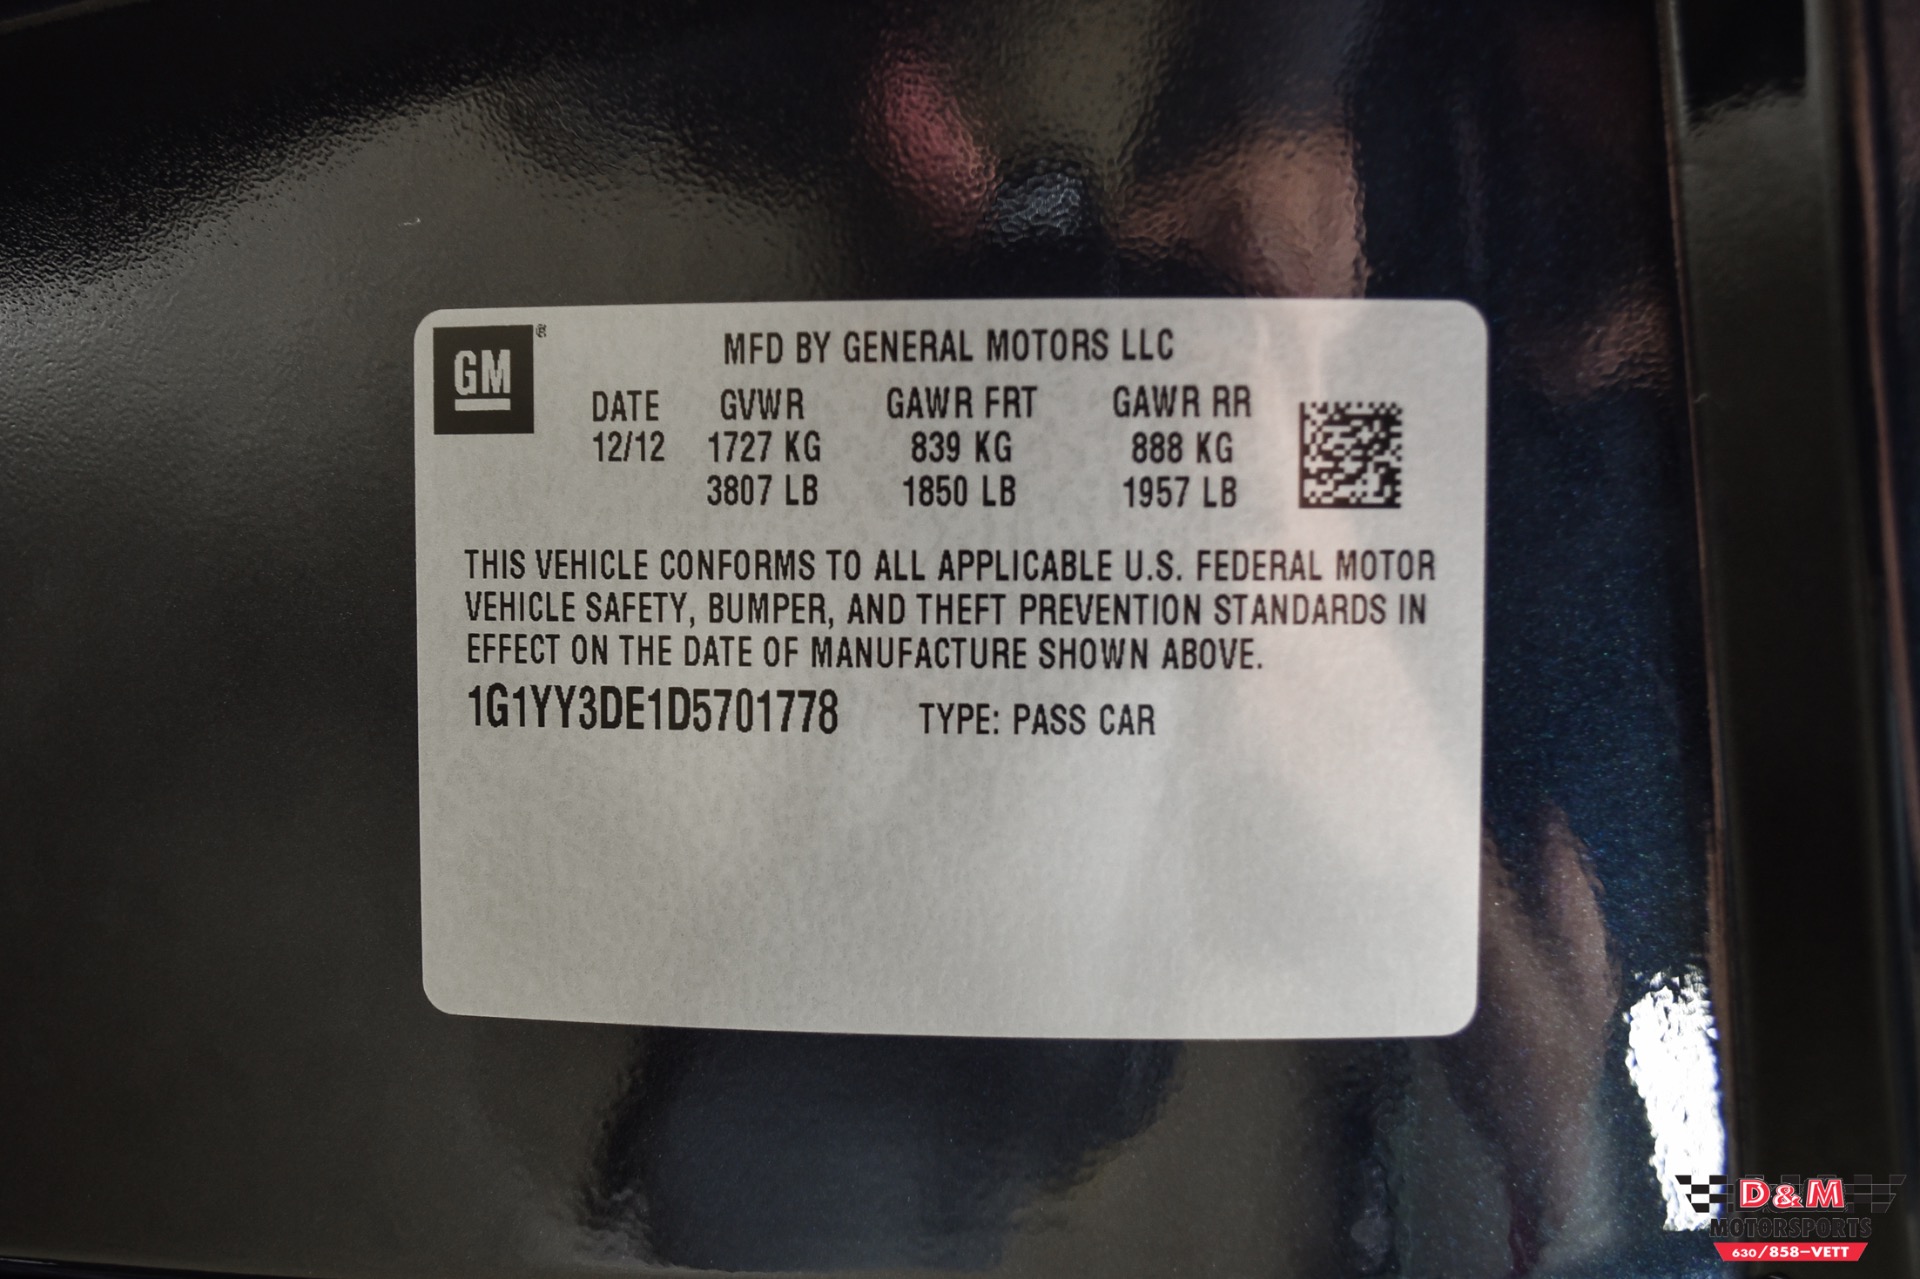 GM ®
MFD BY GENERAL MOTORS LLC
DATE GVWR GAWR FRT GAWR RR
12/12 1727 KG 839 KG 888 KG
3807 LB 1850 LB 1957 LB
THIS VEHICLE CONFORMS TO ALL APPLICABLE U.S. FEDERAL MOTOR
VEHICLE SAFETY, BUMPER, AND THEFT PREVENTION STANDARDS IN
EFFECT ON THE DATE OF MANUFACTURE SHOWN ABOVE.
1G1YY3DE1D5701778 TYPE: PASS CAR
D&M
MOTORSPORTS
630/858-VETT